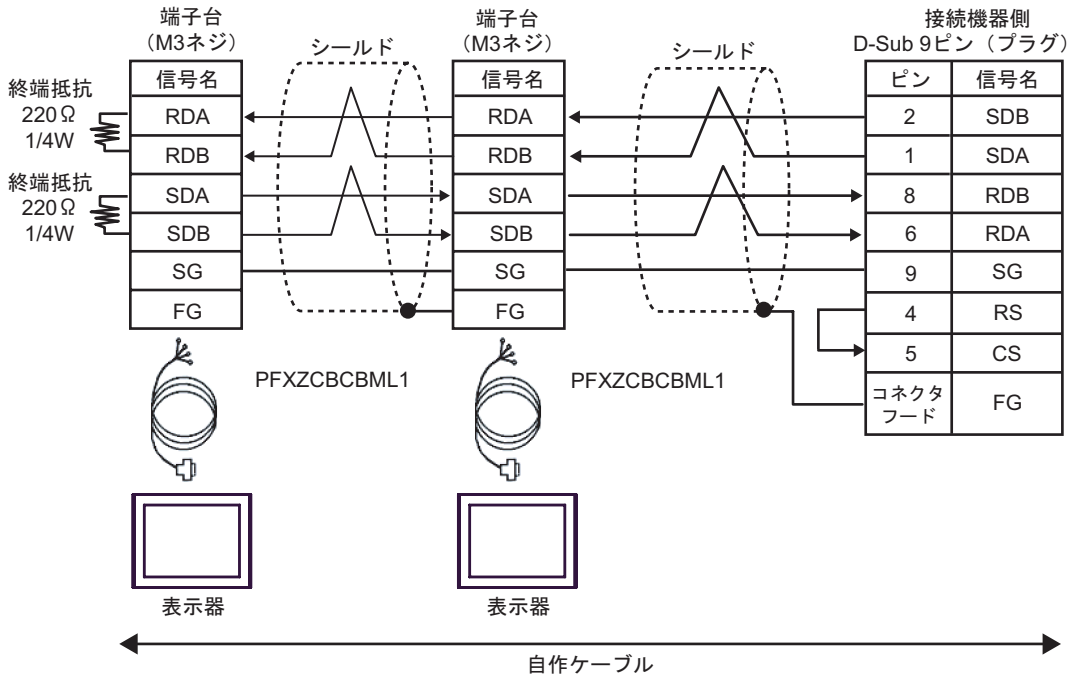 端子台
（M3ネジ）
シールド
端子台
（M3ネジ）
シールド
接続機器側
D-Sub 9ピン（プラグ）
終端抵抗
220Ω
1/4W
終端抵抗
220Ω
1/4W
信号名
RDA
RDB
SDA
SDB
SG
FG
信号名
RDA
RDB
SDA
SDB
SG
FG
ピン 信号名
2 SDB
1 SDA
8 RDB
6 RDA
9 SG
4 RS
5 CS
コネクタ
フード FG
PFXZCBCBML1
PFXZCBCBML1
表示器
表示器
自作ケーブル